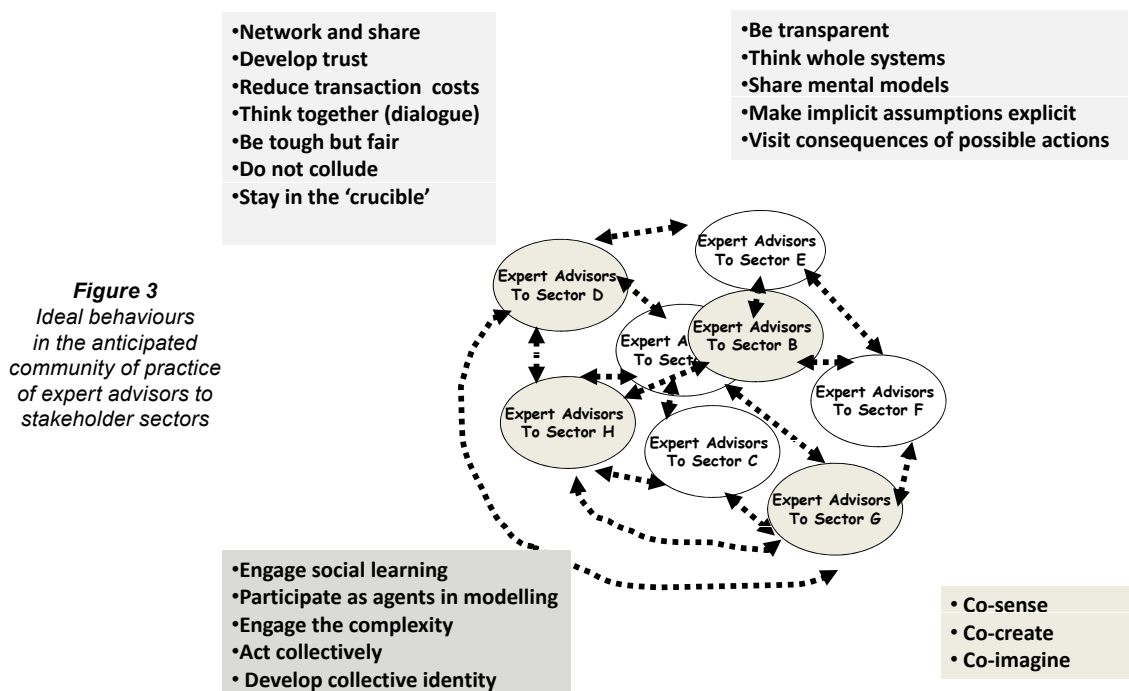 •Network and share
•Develop trust
•Reduce transaction costs
•Think together (dialogue)
•Be tough but fair
•Do not collude
•Stay in the ‘crucible’
•Be transparent
•Think whole systems
•Share mental models
•Make implicit assumptions explicit
•Visit consequences of possible actions
Figure 3
Ideal behaviours
in the anticipated
community of practice
of expert advisors to
stakeholder sectors
Expert Advisors
To Sector E
Expert Advisors
To Sector D
Expert Advisors
To Sector B
Expert
To
Expert Advisors
To Sector F
Expert Advisors
To Sector H
Expert Advisors
To Sector C
Expert Advisors
To Sector G
•Engage social learning
•Participate as agents in modelling
•Engage the complexity
•Act collectively
• Develop collective identity
• Co-sense
• Co-create
• Co-imagine